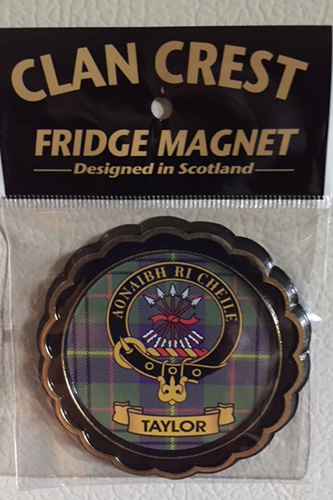 CLAN CREST
FRIDGE MAGNET
Designed in Scotland
AONAIBH RI CHEILE
TAYLOR